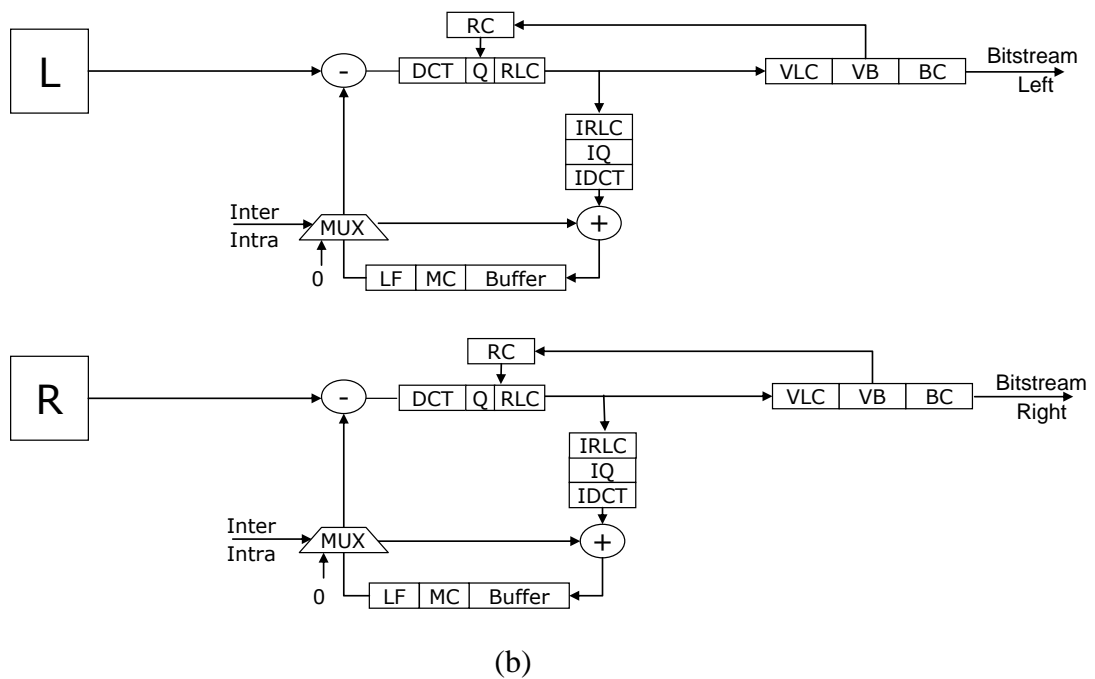 RC
L
-
DCT Q RLC
VLC VB BC
Bitstream
Left
IRLC
IQ
IDCT
Inter
Intra
MUX
+
0
LF MC Buffer
RC
R
-
DCT Q RLC
VLC VB BC
Bitstream
Right
IRLC
IQ
IDCT
Inter
Intra
MUX
+
0
LF MC Buffer
(b)